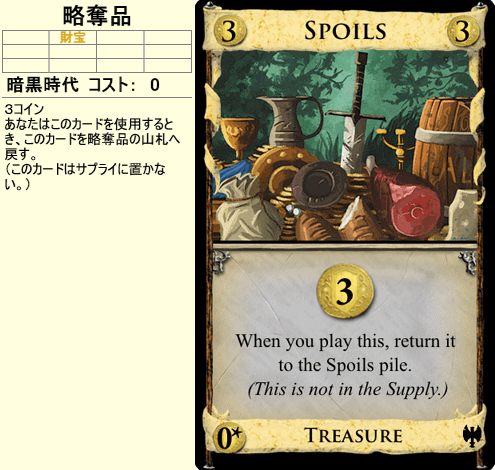 略奪品
財宝
暗黒時代 コスト: 0
3コイン
あなたはこのカードを使用すると
き、このカードを略奪品の山札へ
戻す。
(このカードはサプライに置かな
い。)
3 SPOILS 3
3
When you play this, return it
to the Spoils pile.
(This is not in the Supply.)
0* TREASURE